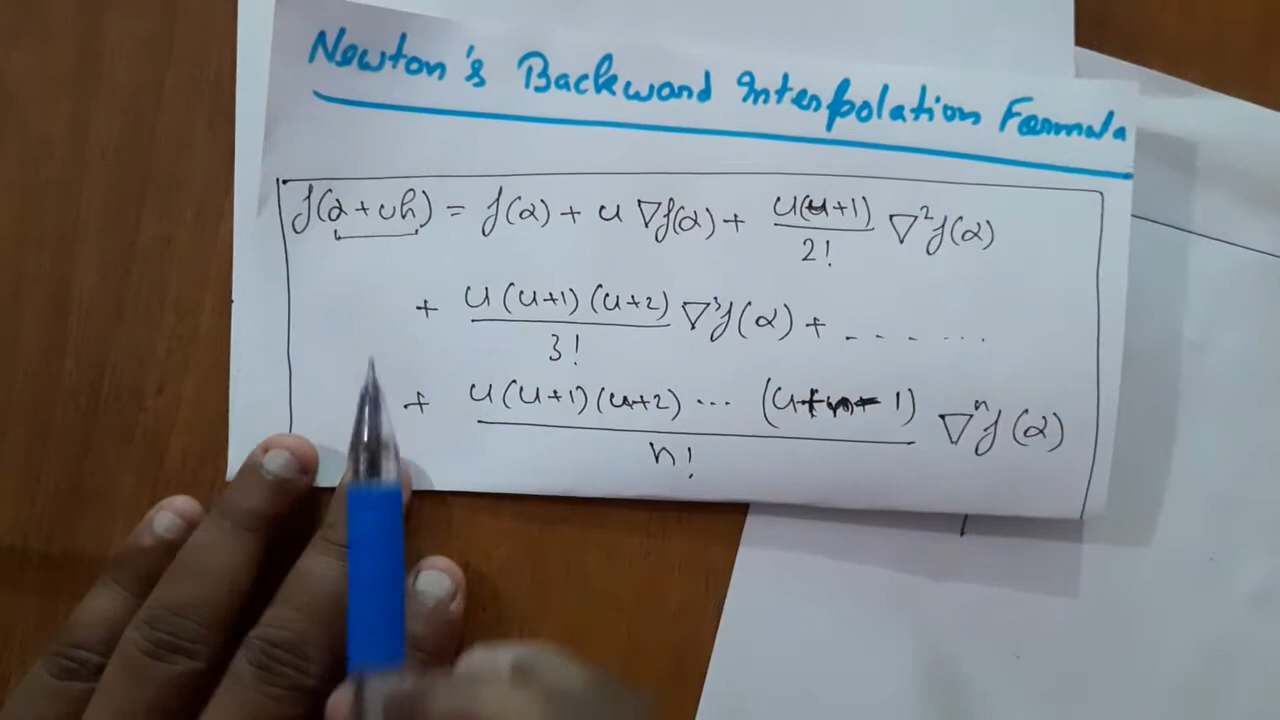 Newton's Backward Interpolation Formula
f(α+uh) = f(α) + u ∇f(α) + u(u+1)/2! ∇²f(α)
+ u(u+1)(u+2)/3! ∇³f(α) + - - - - - -
+ u(u+1)(u+2) ... (u+n-1)/n! ∇ⁿf(α)